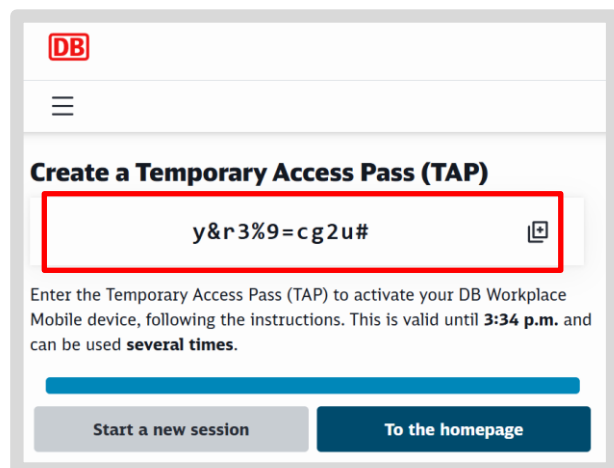 DB
Create a Temporary Access Pass (TAP)
y&r3%9=cg2u#
Enter the Temporary Access Pass (TAP) to activate your DB Workplace
Mobile device, following the instructions. This is valid until 3:34 p.m. and
can be used several times.
Start a new session
To the homepage